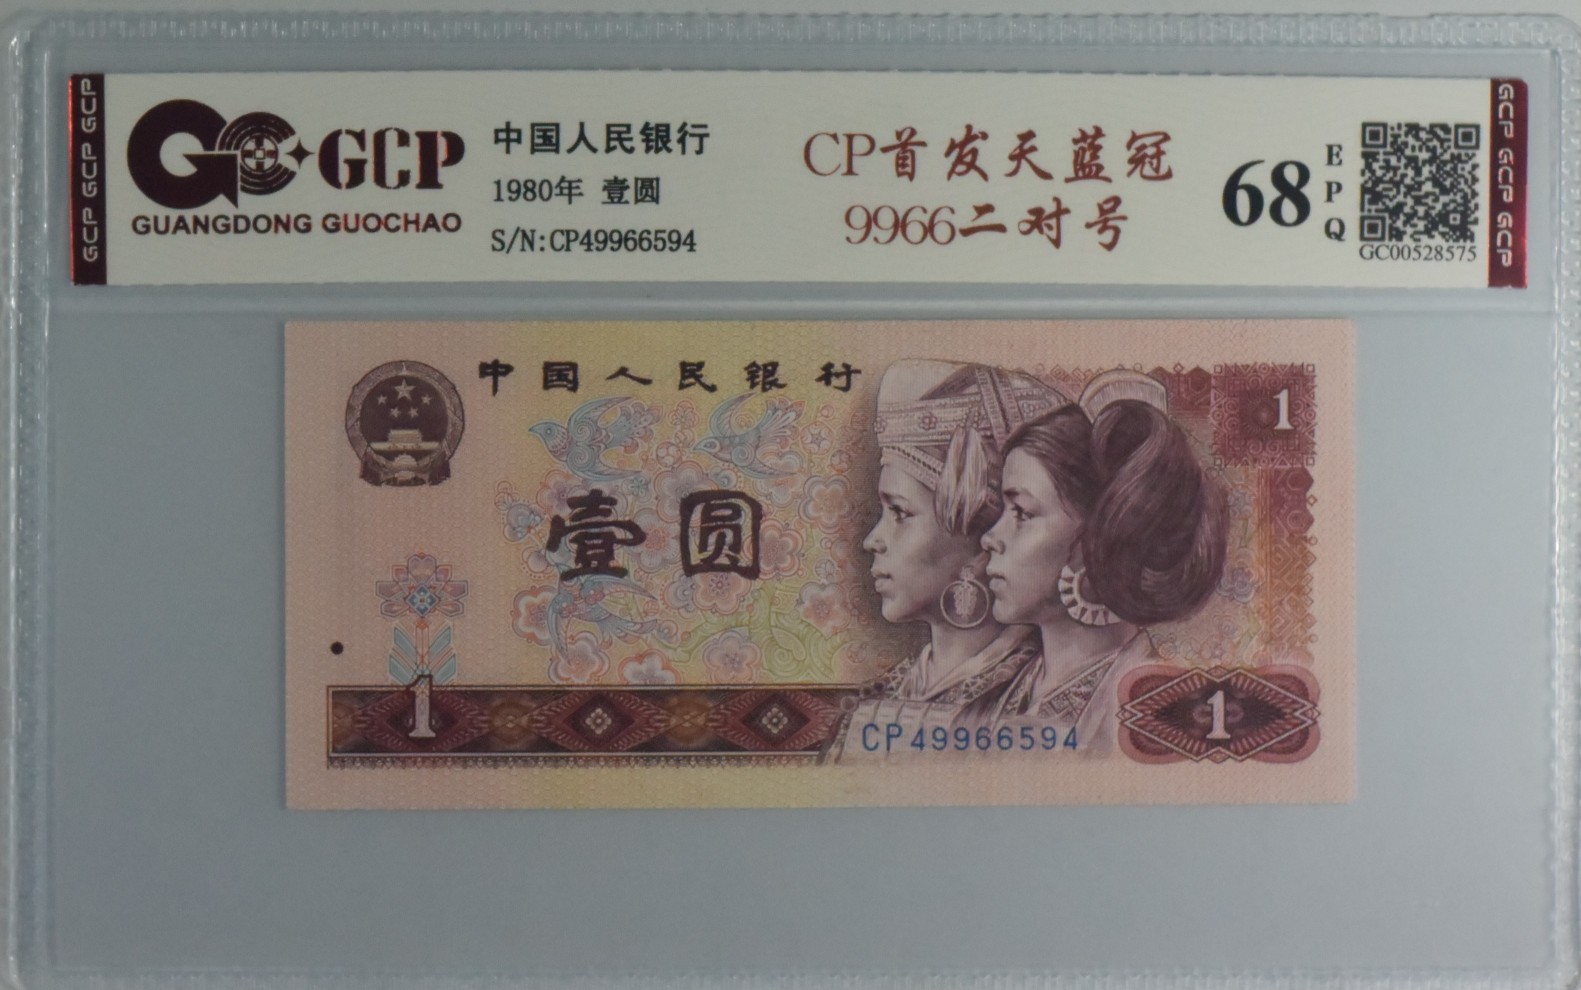 GCP GCP GCP
GCP
GUANGDONG GUOCHAO
中国人民银行
1980年 壹圆
S/N:CP49966594
CP首发天蓝冠
9966二对号
68
EPQ
GC00528575
GCP GCP GCP
中国人民银行
1
壹圆
1
CP49966594
1